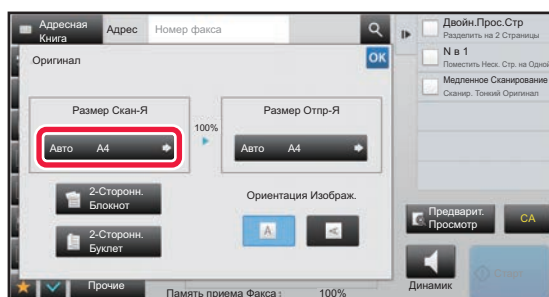 Адресная
Книга
Адрес
Номер факса
Двойн.Прос.Стр
Разделить на 2 Страницы
N в 1
Поместить Неск. Стр. на Одной
Медленное Сканирование
Сканир. Тонкий Оригинал
Оригинал
OK
Размер Скан-Я
Авто A4
100%
Размер Отпр-Я
Авто A4
2-Сторонн.
Блокнот
2-Сторонн.
Буклет
Ориентация Изображ.
A
A
Предварит.
Просмотр
CA
Прочие
Память приема Факса : 100%
Динамик
Старт